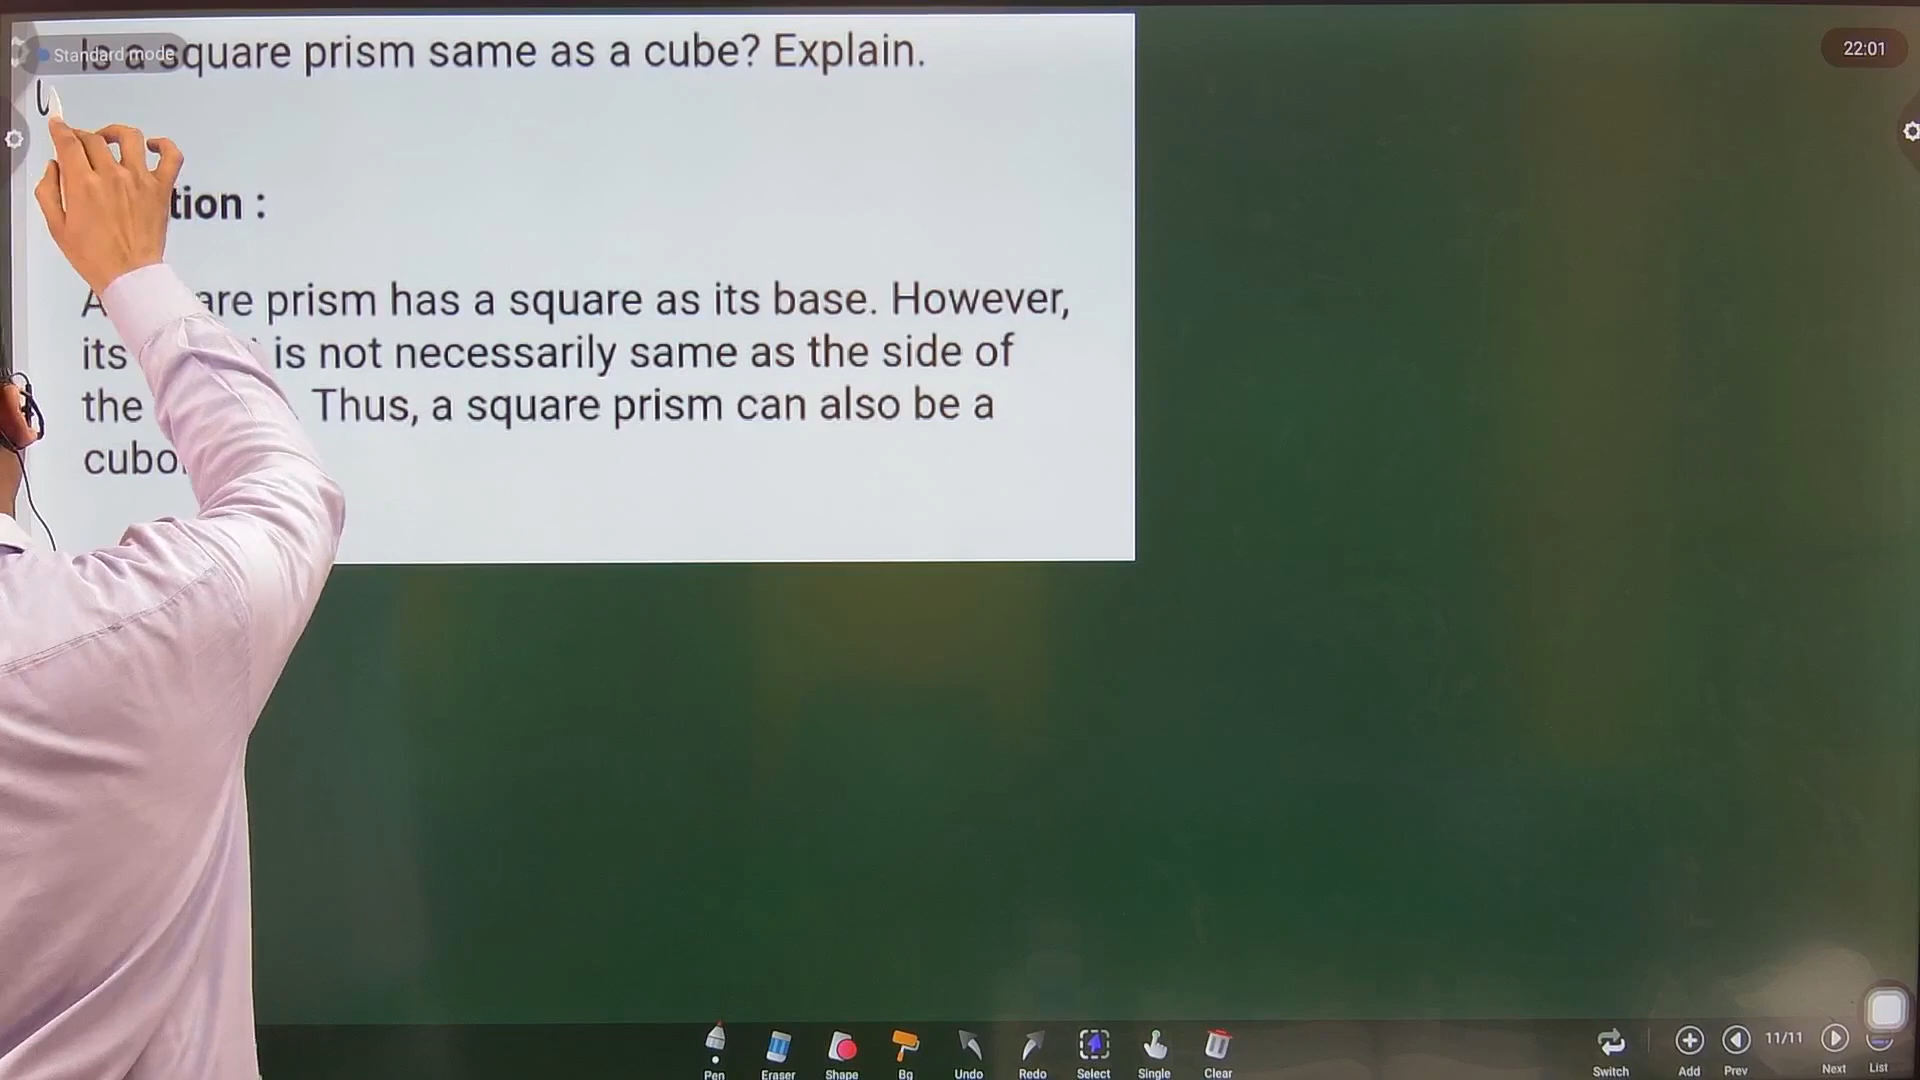 Standard mode
Is a square prism same as a cube? Explain.
22:01
tion :
are prism has a square as its base. However,
its is not necessarily same as the side of
the Thus, a square prism can also be a
Pen Eraser Shape Bg Undo Redo Select Single Clear Switch Add Prev 11/11 Next List